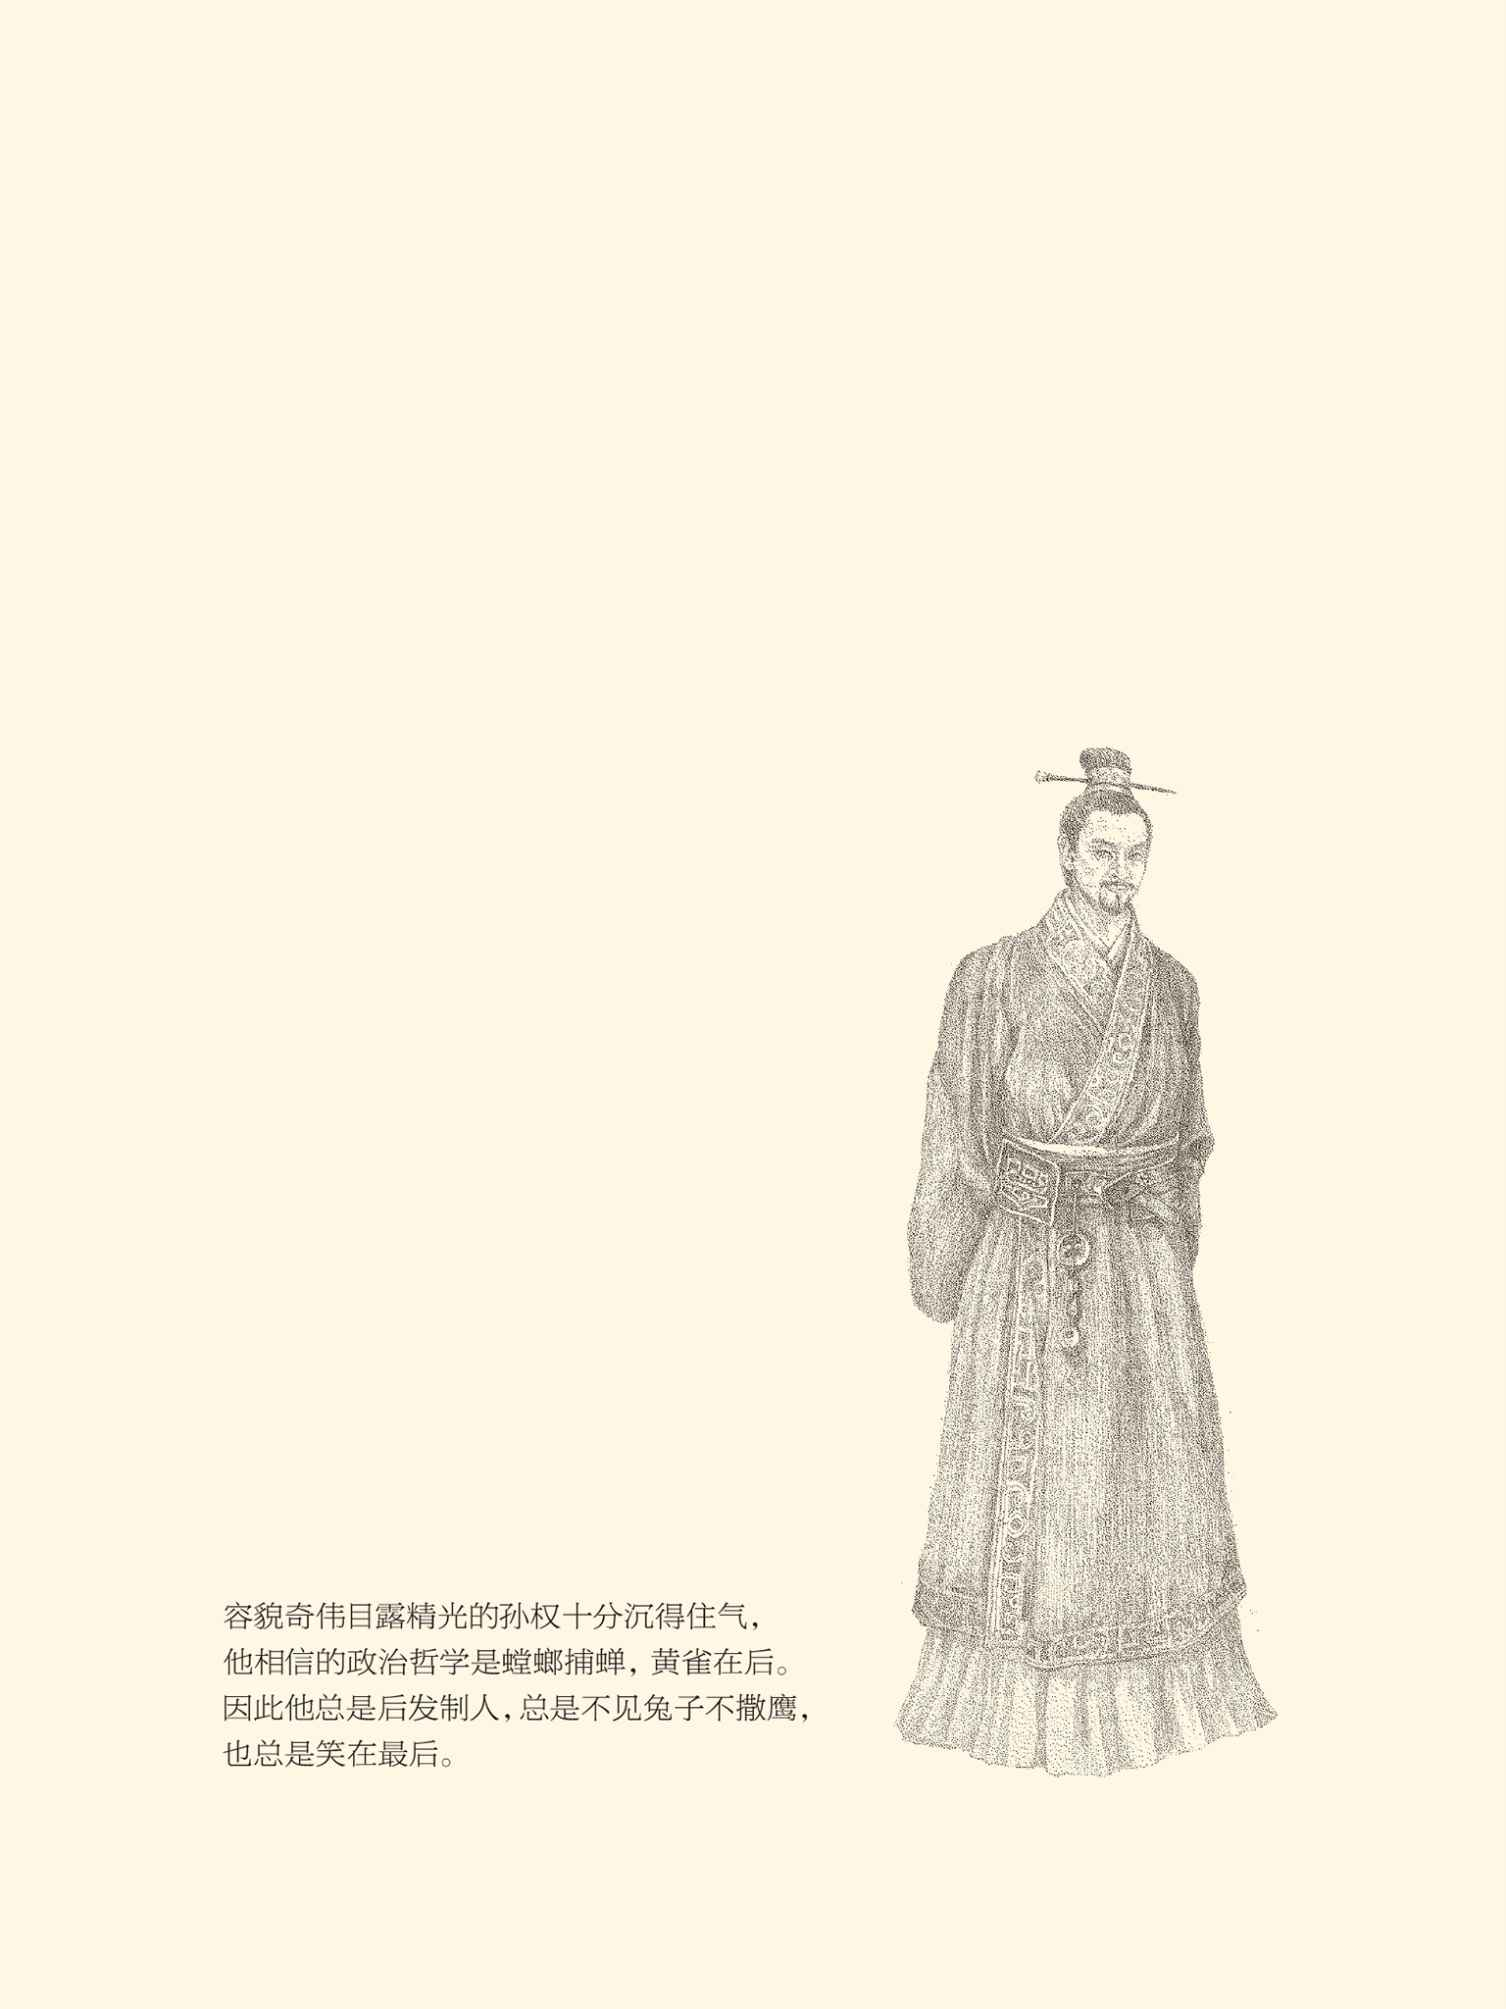 容貌奇伟目露精光的孙权十分沉得住气，
他相信的政治哲学是螳螂捕蝉，黄雀在后。
因此他总是后发制人，总是不见兔子不撒鹰，
也总是笑在最后。